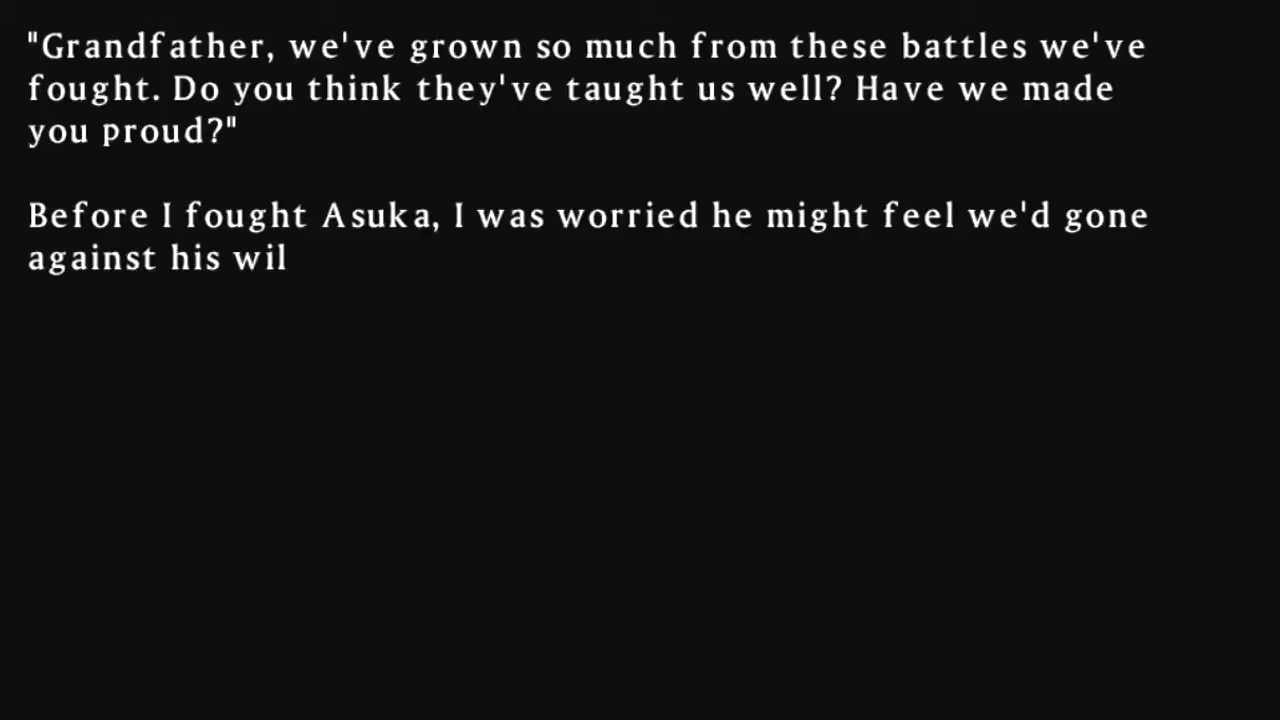 "Grandfather, we've grown so much from these battles we've
fought. Do you think they've taught us well? Have we made
you proud?"
Before I fought Asuka, I was worried he might feel we'd gone
against his wil